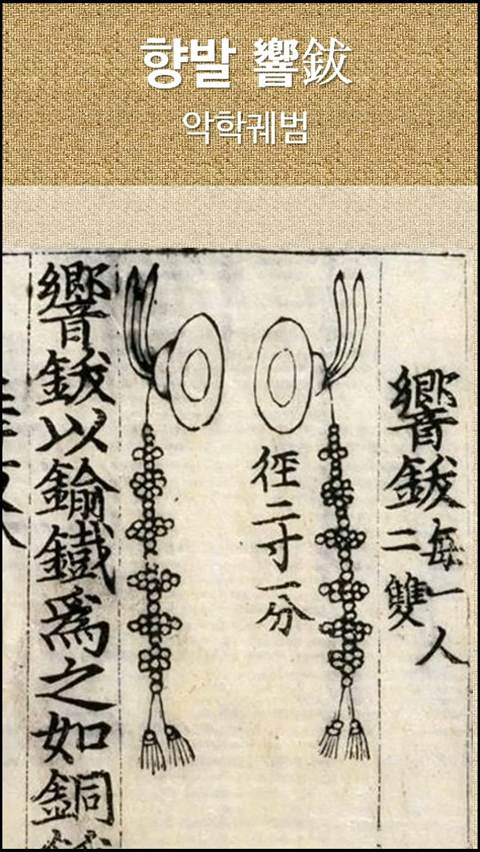 향발 響鈸
악학궤범
響鈸
每一人
二雙
徑二寸一分
響鈸以鍮鐵爲之如銅